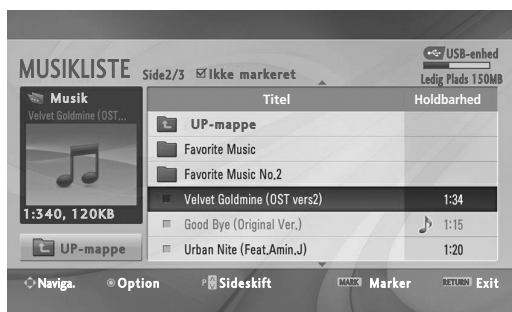 USB-enhed
MUSIKLISTE Side2/3 Ikke markeret
Ledig Plads 150MB
Musik
Velvet Goldmine (OST...
1:340, 120KB
UP-mappe
Titel Holdbarhed
UP-mappe
Favorite Music
Favorite Music No.2
Velvet Goldmine (OST vers2) 1:34
Good Bye (Original Ver.) 1:15
Urban Nite (Feat.Amin.J) 1:20
Naviga. Option P Sideskift MARK Marker RETURN Exit